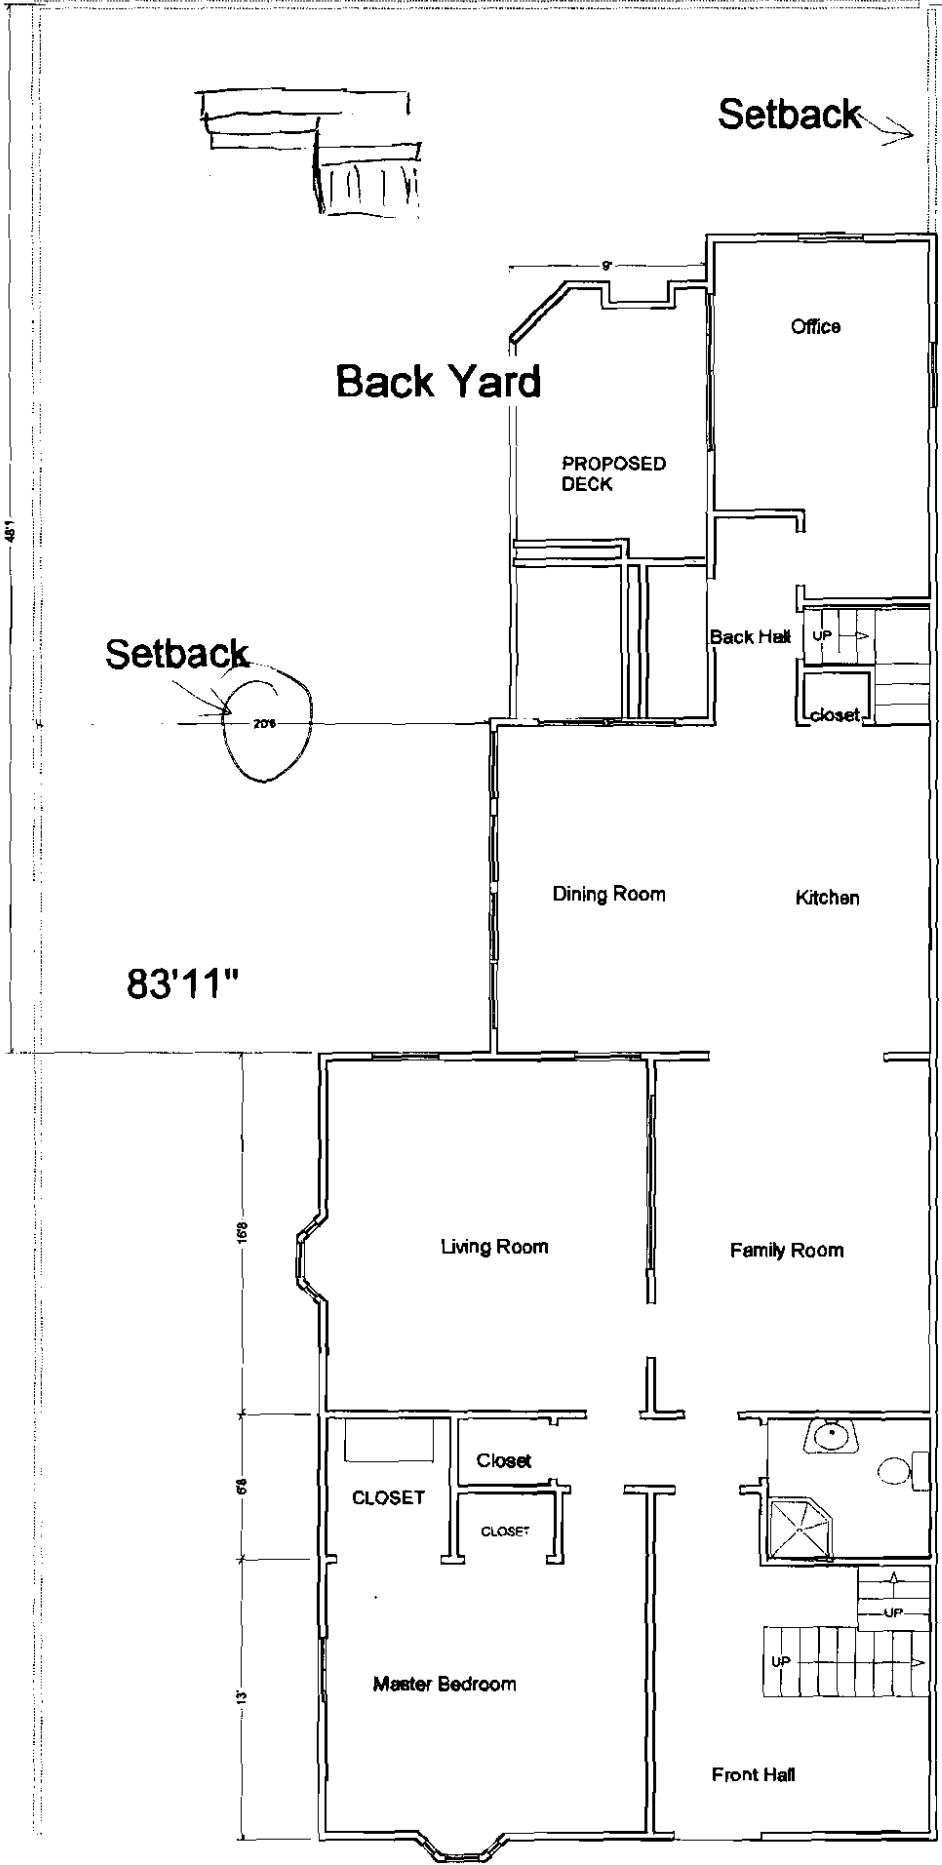 Setback
9'
Office
Back Yard
PROPOSED
DECK
48'1
Back Hall
UP
Setback
closet
20'6
Dining Room
Kitchen
83'11"
16'8
Living Room
Family Room
Closet
6'8
CLOSET
CLOSET
UP
UP
13'
Master Bedroom
Front Hall